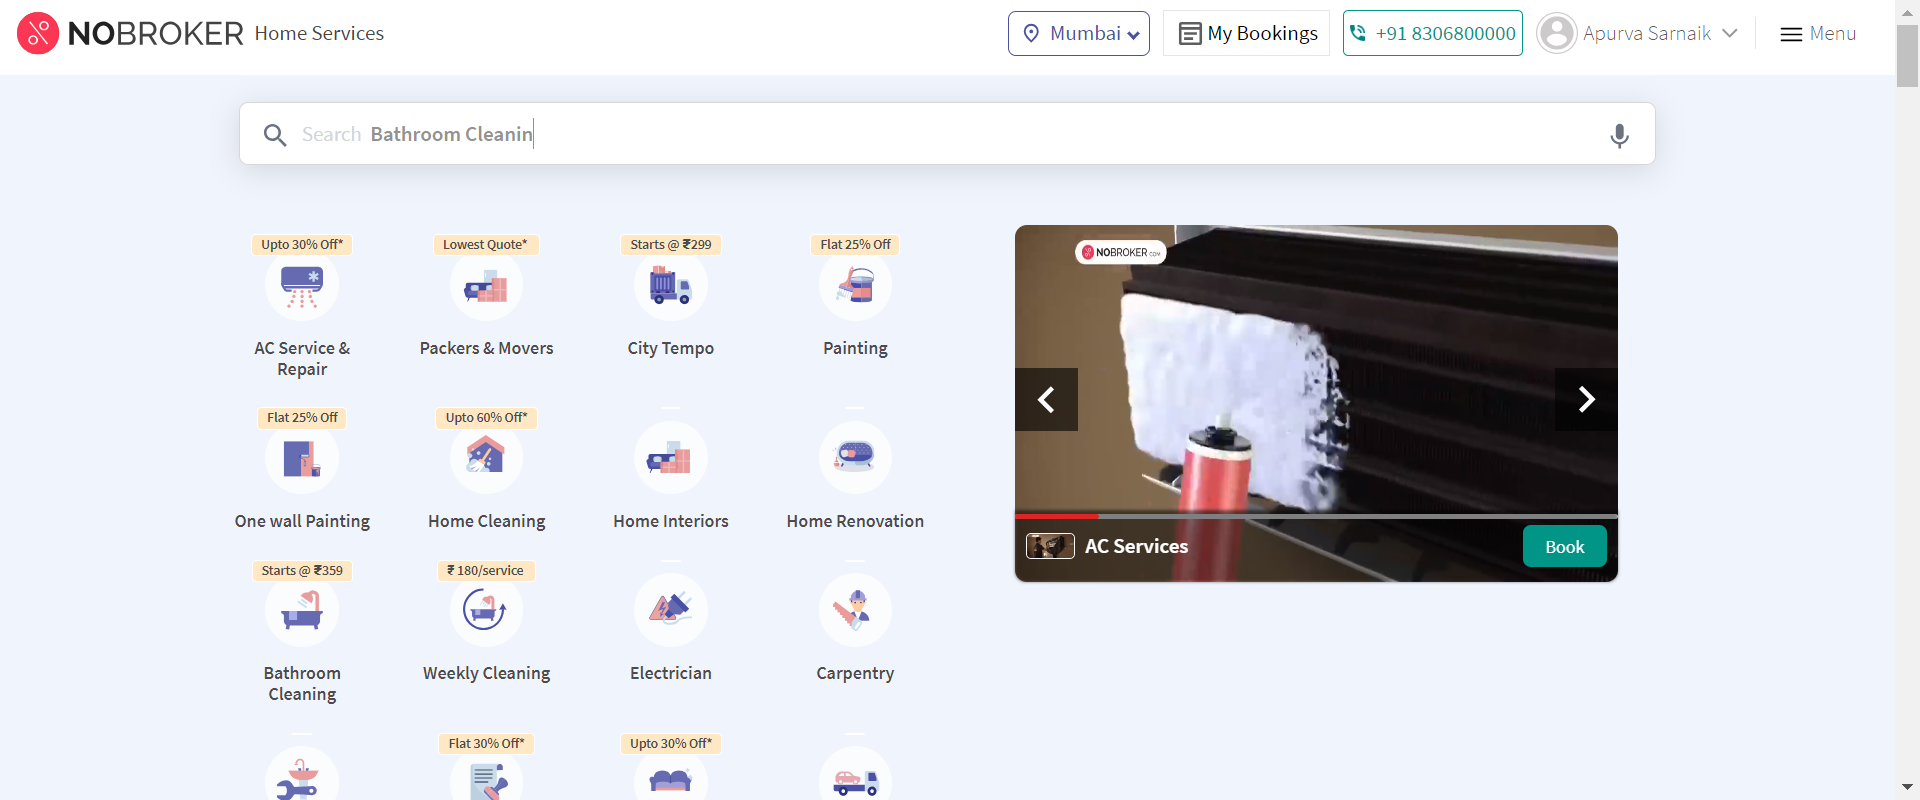 NOBROKER Home Services
Mumbai
My Bookings
+91 8306800000
Apurva Sarnaik
Menu
Search Bathroom Cleanin
Upto 30% Off*
Lowest Quote*
Starts @ ₹299
Flat 25% Off
AC Service &
Repair
Packers & Movers
City Tempo
Painting
Flat 25% Off
Upto 60% Off*
One wall Painting
Home Cleaning
Home Interiors
Home Renovation
Starts @ ₹359
₹ 180/service
Bathroom
Cleaning
Weekly Cleaning
Electrician
Carpentry
Flat 30% Off*
Upto 30% Off*
NOBROKER.COM
AC Services
Book